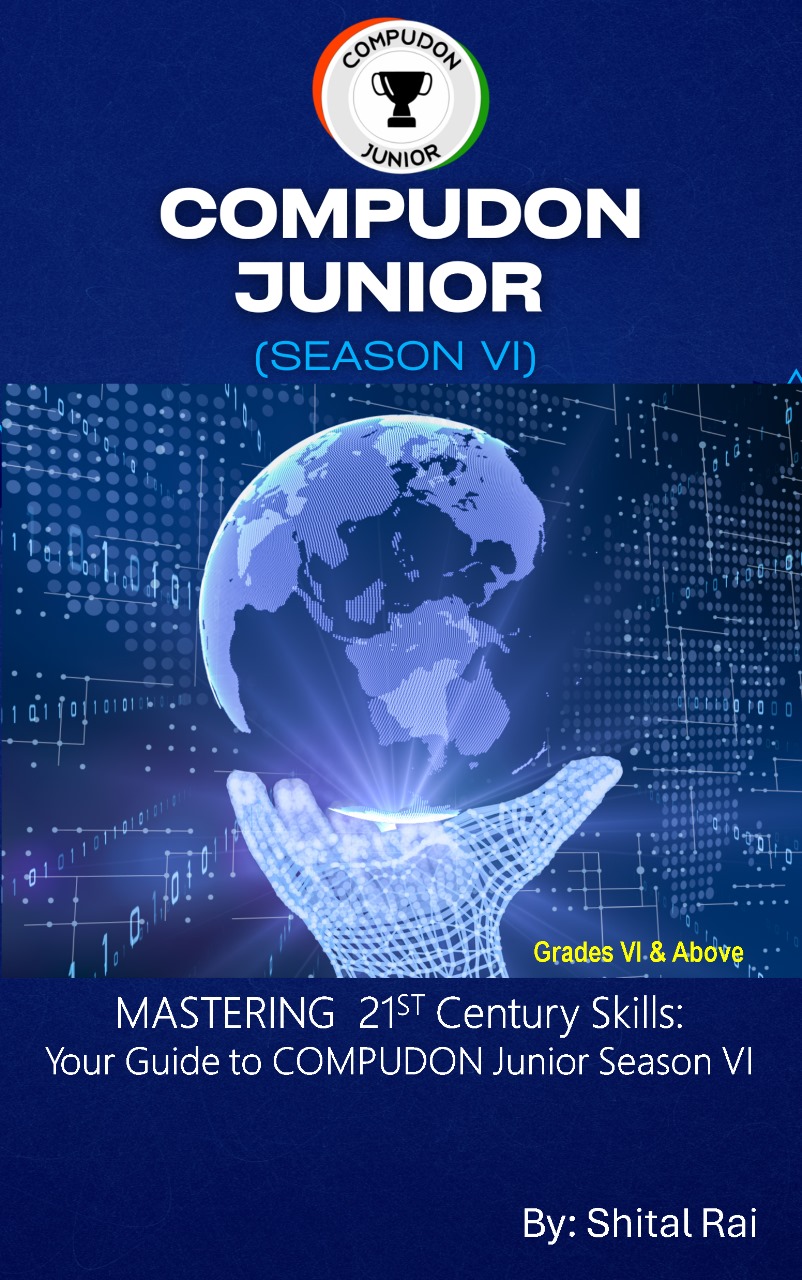 COMPUDON
JUNIOR
COMPUDON
JUNIOR
(SEASON VI)
Grades VI & Above
MASTERING 21ST Century Skills:
Your Guide to COMPUDON Junior Season VI
By: Shital Rai